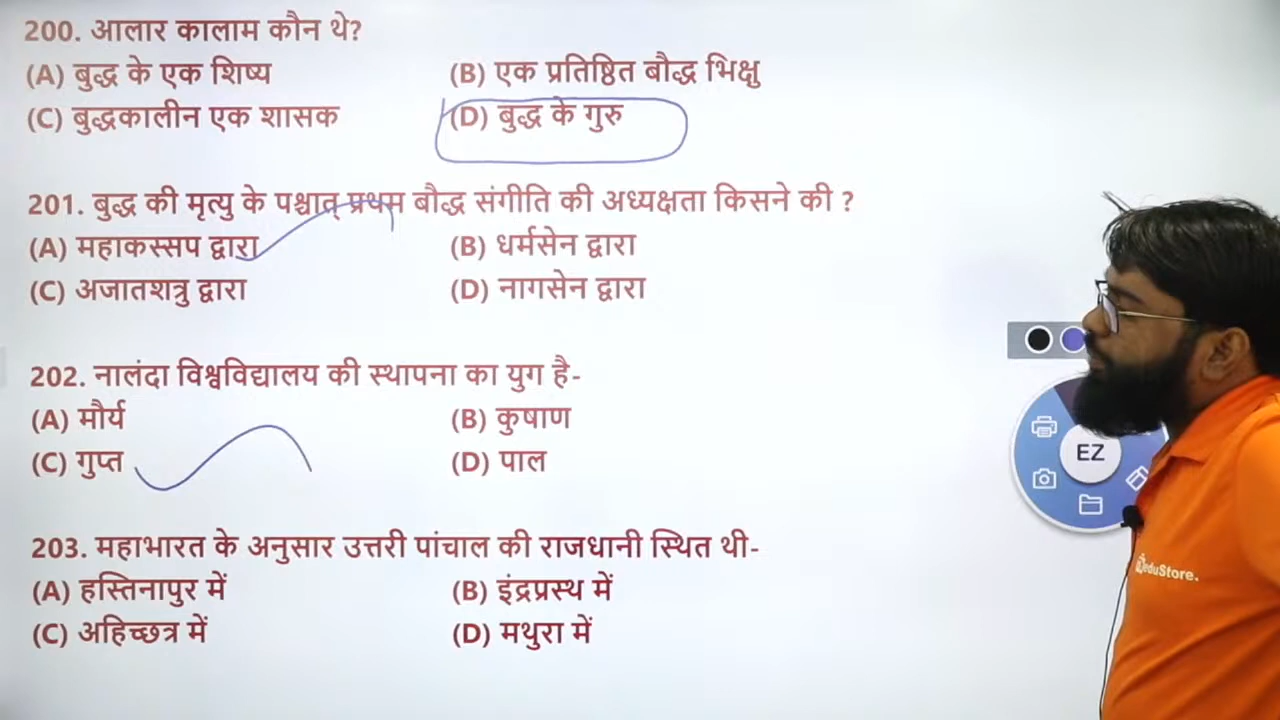 200. आलार कालाम कौन थे?
(A) बुद्ध के एक शिष्य (B) एक प्रतिष्ठित बौद्ध भिक्षु
(C) बुद्धकालीन एक शासक (D) बुद्ध के गुरु
201. बुद्ध की मृत्यु के पश्चात् प्रथम बौद्ध संगीति की अध्यक्षता किसने की ?
(A) महाकस्सप द्वारा (B) धर्मसेन द्वारा
(C) अजातशत्रु द्वारा (D) नागसेन द्वारा
202. नालंदा विश्वविद्यालय की स्थापना का युग है-
(A) मौर्य (B) कुषाण
(C) गुप्त (D) पाल
203. महाभारत के अनुसार उत्तरी पांचाल की राजधानी स्थित थी-
(A) हस्तिनापुर में (B) इंद्रप्रस्थ में
(C) अहिच्छत्र में (D) मथुरा में
EZ
eduStore.